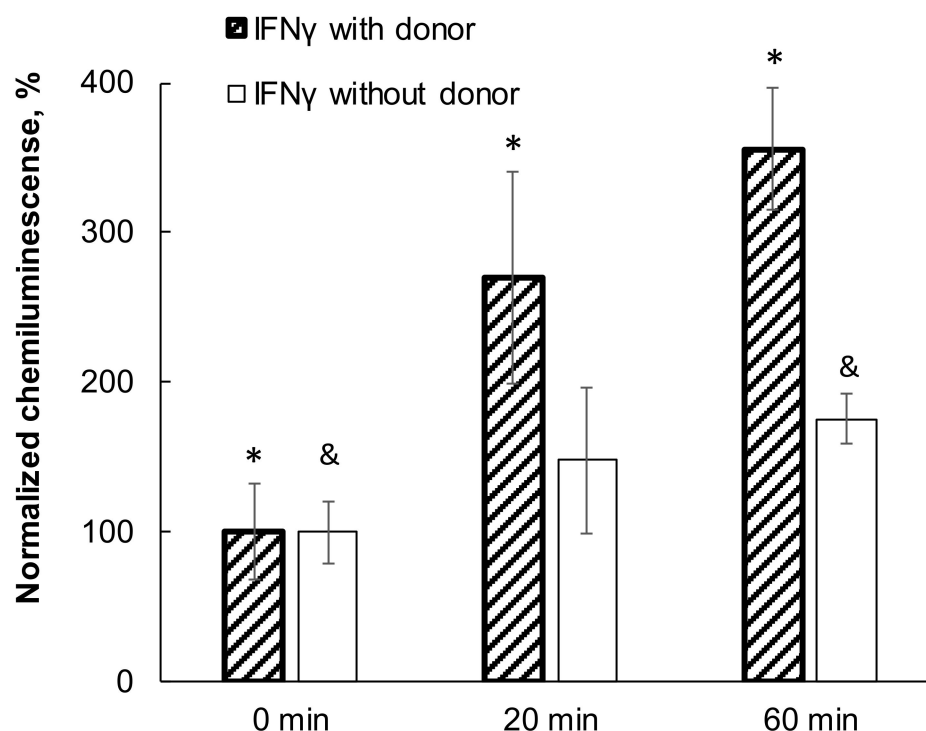 IFNγ with donor
IFNγ without donor
Normalized chemiluminescense, %
400
300
200
100
0
*
&
*
*
&
0 min
20 min
60 min